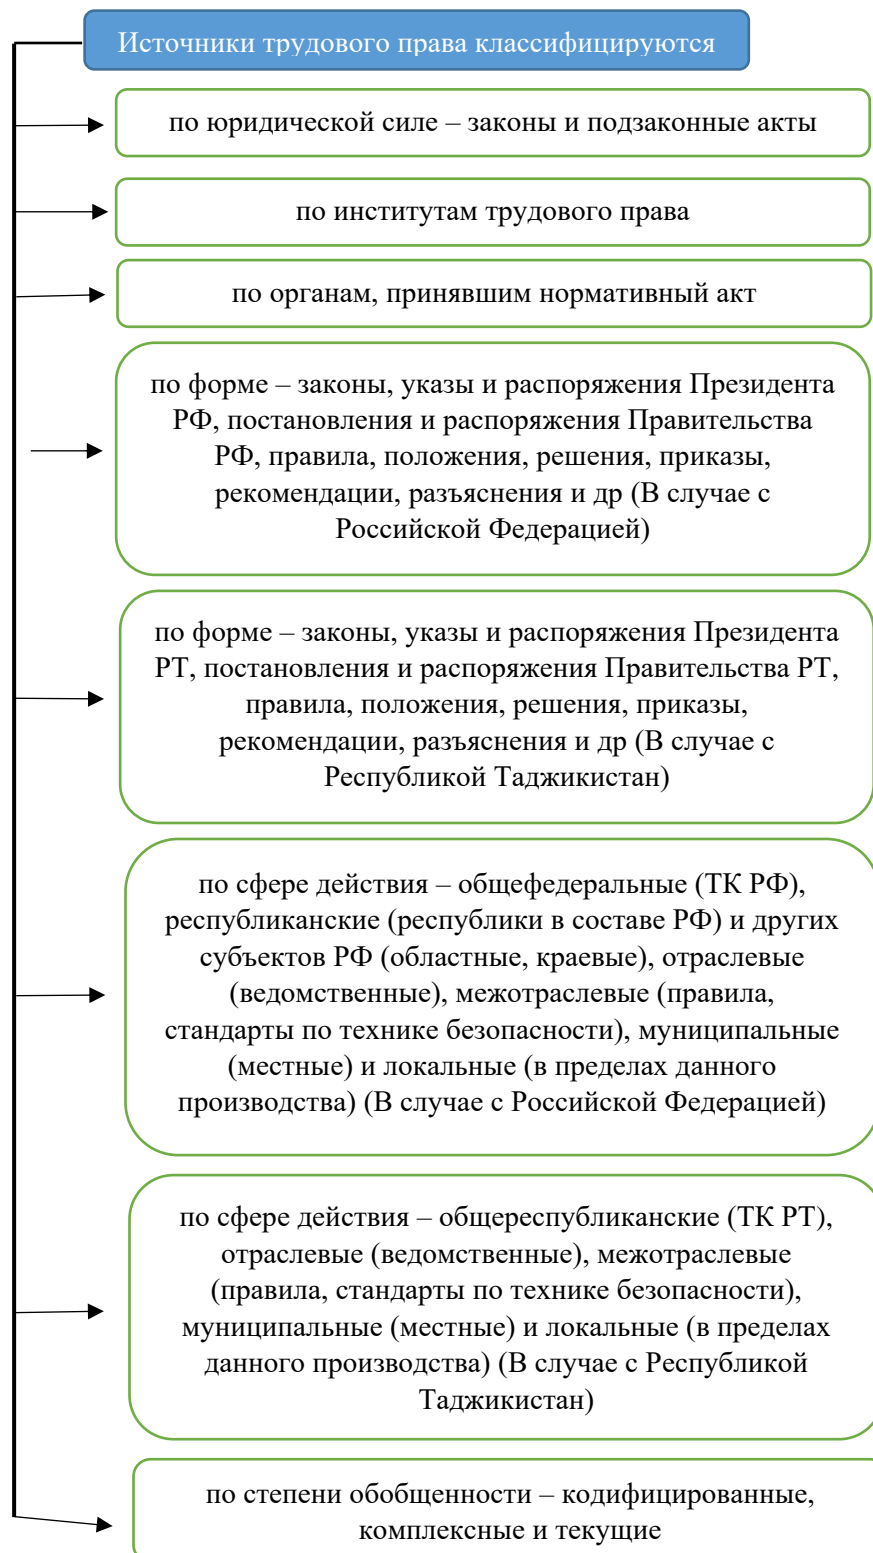 Источники трудового права классифицируются
по юридической силе – законы и подзаконные акты
по институтам трудового права
по органам, принявшим нормативный акт
по форме – законы, указы и распоряжения Президента
РФ, постановления и распоряжения Правительства
РФ, правила, положения, решения, приказы,
рекомендации, разъяснения и др (В случае с
Российской Федерацией)
по форме – законы, указы и распоряжения Президента
РТ, постановления и распоряжения Правительства РТ,
правила, положения, решения, приказы,
рекомендации, разъяснения и др (В случае с
Республикой Таджикистан)
по сфере действия – общефедеральные (ТК РФ),
республиканские (республики в составе РФ) и других
субъектов РФ (областные, краевые), отраслевые
(ведомственные), межотраслевые (правила,
стандарты по технике безопасности), муниципальные
(местные) и локальные (в пределах данного
производства) (В случае с Российской Федерацией)
по сфере действия – общереспубликанские (ТК РТ),
отраслевые (ведомственные), межотраслевые
(правила, стандарты по технике безопасности),
муниципальные (местные) и локальные (в пределах
данного производства) (В случае с Республикой
Таджикистан)
по степени обобщенности – кодифицированные,
комплексные и текущие